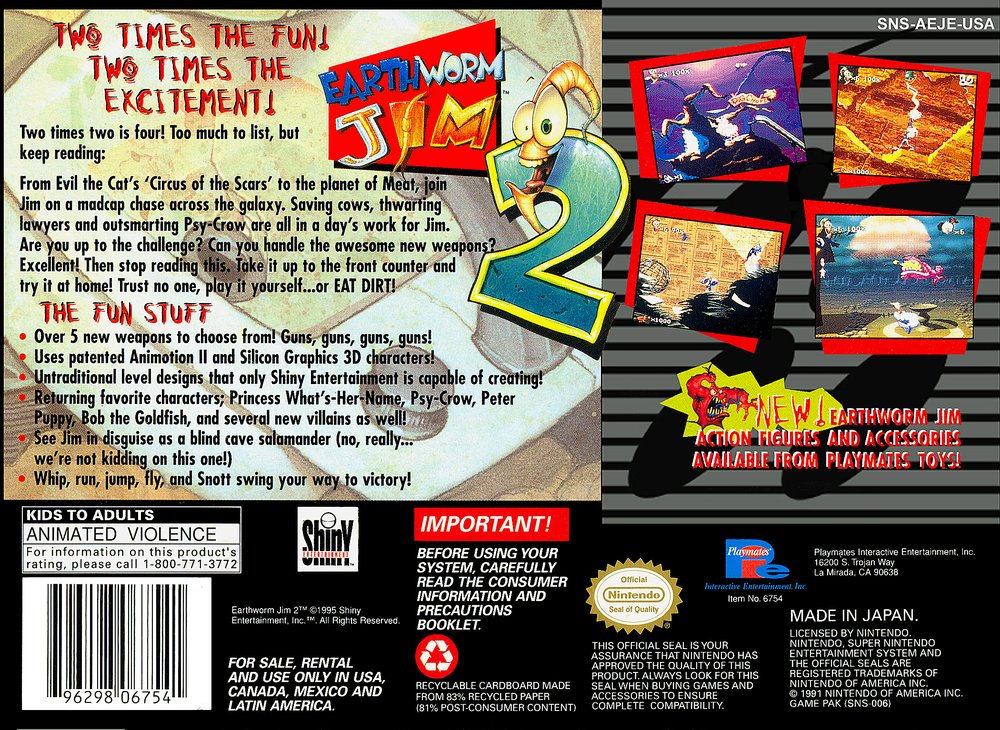 TWO TIMES THE FUN!
TWO TIMES THE
EXCITEMENT!
Two times two is four! Too much to list, but
keep reading:
From Evil the Cat's 'Circus of the Scars' to the planet of Meat, join
Jim on a madcap chase across the galaxy. Saving cows, thwarting
lawyers and outsmarting Psy-Crow are all in a day's work for Jim.
Are you up to the challenge? Can you handle the awesome new weapons?
Excellent! Then stop reading this. Take it up to the front counter and
try it at home! Trust no one, play it yourself...or EAT DIRT!
THE FUN STUFF
• Over 5 new weapons to choose from! Guns, guns, guns, guns!
• Uses patented Animotion II and Silicon Graphics 3D characters!
• Untraditional level designs that only Shiny Entertainment is capable of creating!
• Returning favorite characters; Princess What's-Her-Name, Psy-Crow, Peter
Puppy, Bob the Goldfish, and several new villains as well!
• See Jim in disguise as a blind cave salamander (no, really...
we're not kidding on this one!)
• Whip, run, jump, fly, and Snott swing your way to victory!
EARTHWORM
JIM™
2
SNS-AEJE-USA
NEW! EARTHWORM JIM
ACTION FIGURES AND ACCESSORIES
AVAILABLE FROM PLAYMATES TOYS!
KIDS TO ADULTS
ANIMATED VIOLENCE
For information on this product's
rating, please call 1-800-771-3772
96298 06754
Shiny
ENTERTAINMENT
Earthworm Jim 2™ ©1995 Shiny
Entertainment, Inc.™. All Rights Reserved.
FOR SALE, RENTAL
AND USE ONLY IN USA,
CANADA, MEXICO AND
LATIN AMERICA.
IMPORTANT!
BEFORE USING YOUR
SYSTEM, CAREFULLY
READ THE CONSUMER
INFORMATION AND
PRECAUTIONS
BOOKLET.
RECYCLABLE CARDBOARD MADE
FROM 83% RECYCLED PAPER
(81% POST-CONSUMER CONTENT)
Official
Nintendo
Seal of Quality
®
THIS OFFICIAL SEAL IS YOUR
ASSURANCE THAT NINTENDO HAS
APPROVED THE QUALITY OF THIS
PRODUCT. ALWAYS LOOK FOR THIS
SEAL WHEN BUYING GAMES AND
ACCESSORIES TO ENSURE
COMPLETE COMPATIBILITY.
Playmates®
Interactive Entertainment, Inc.
Item No. 6754
Playmates Interactive Entertainment, Inc.
16200 S. Trojan Way
La Mirada, CA 90638
MADE IN JAPAN.
LICENSED BY NINTENDO.
NINTENDO, SUPER NINTENDO
ENTERTAINMENT SYSTEM AND
THE OFFICIAL SEALS ARE
REGISTERED TRADEMARKS OF
NINTENDO OF AMERICA INC.
© 1991 NINTENDO OF AMERICA INC.
GAME PAK (SNS-006)